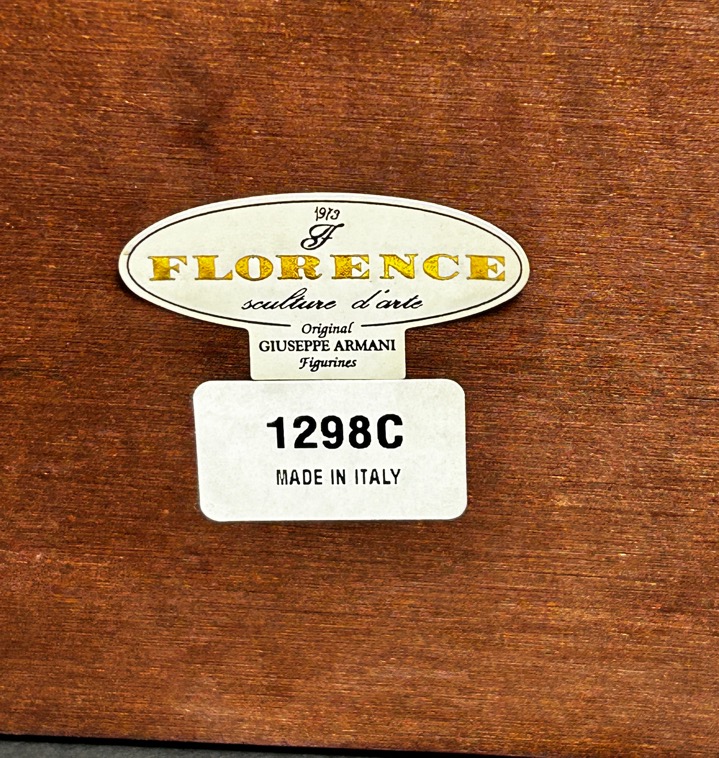 1973
F
FLORENCE
sculture d'arte
Original
GIUSEPPE ARMANI
Figurines
1298C
MADE IN ITALY